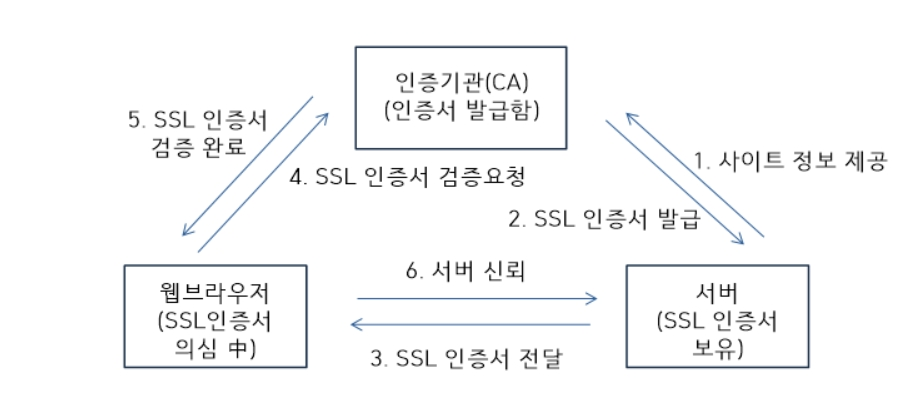 인증기관(CA)
(인증서 발급함)
5. SSL 인증서
검증 완료
4. SSL 인증서 검증요청
1. 사이트 정보 제공
2. SSL 인증서 발급
6. 서버 신뢰
웹브라우저
(SSL인증서
의심 中)
서버
(SSL 인증서
보유)
3. SSL 인증서 전달